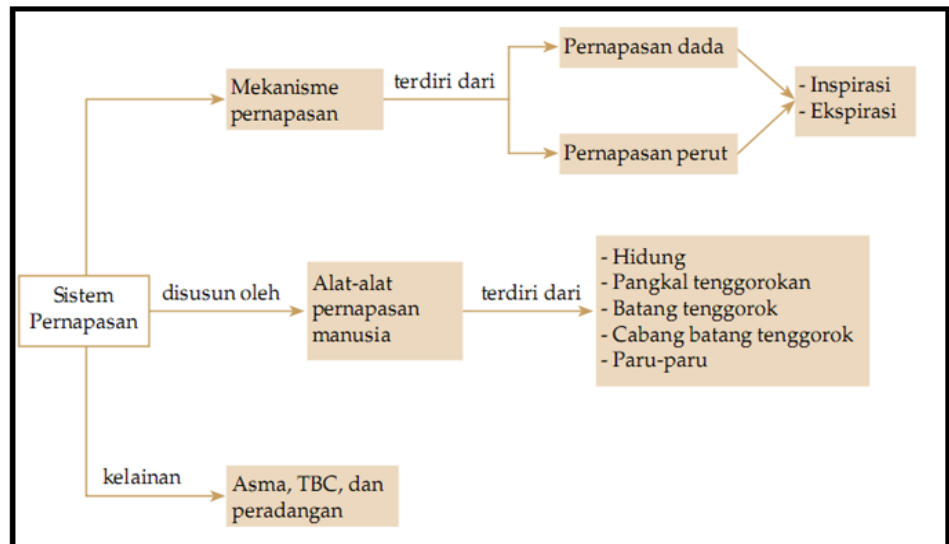 Mekanisme
pernapasan
terdiri dari
Pernapasan dada
Pernapasan perut
- Inspirasi
- Ekspirasi
Sistem
Pernapasan
disusun oleh
Alat-alat
pernapasan
manusia
terdiri dari
- Hidung
- Pangkal tenggorokan
- Batang tenggorok
- Cabang batang tenggorok
- Paru-paru
kelainan
Asma, TBC, dan
peradangan